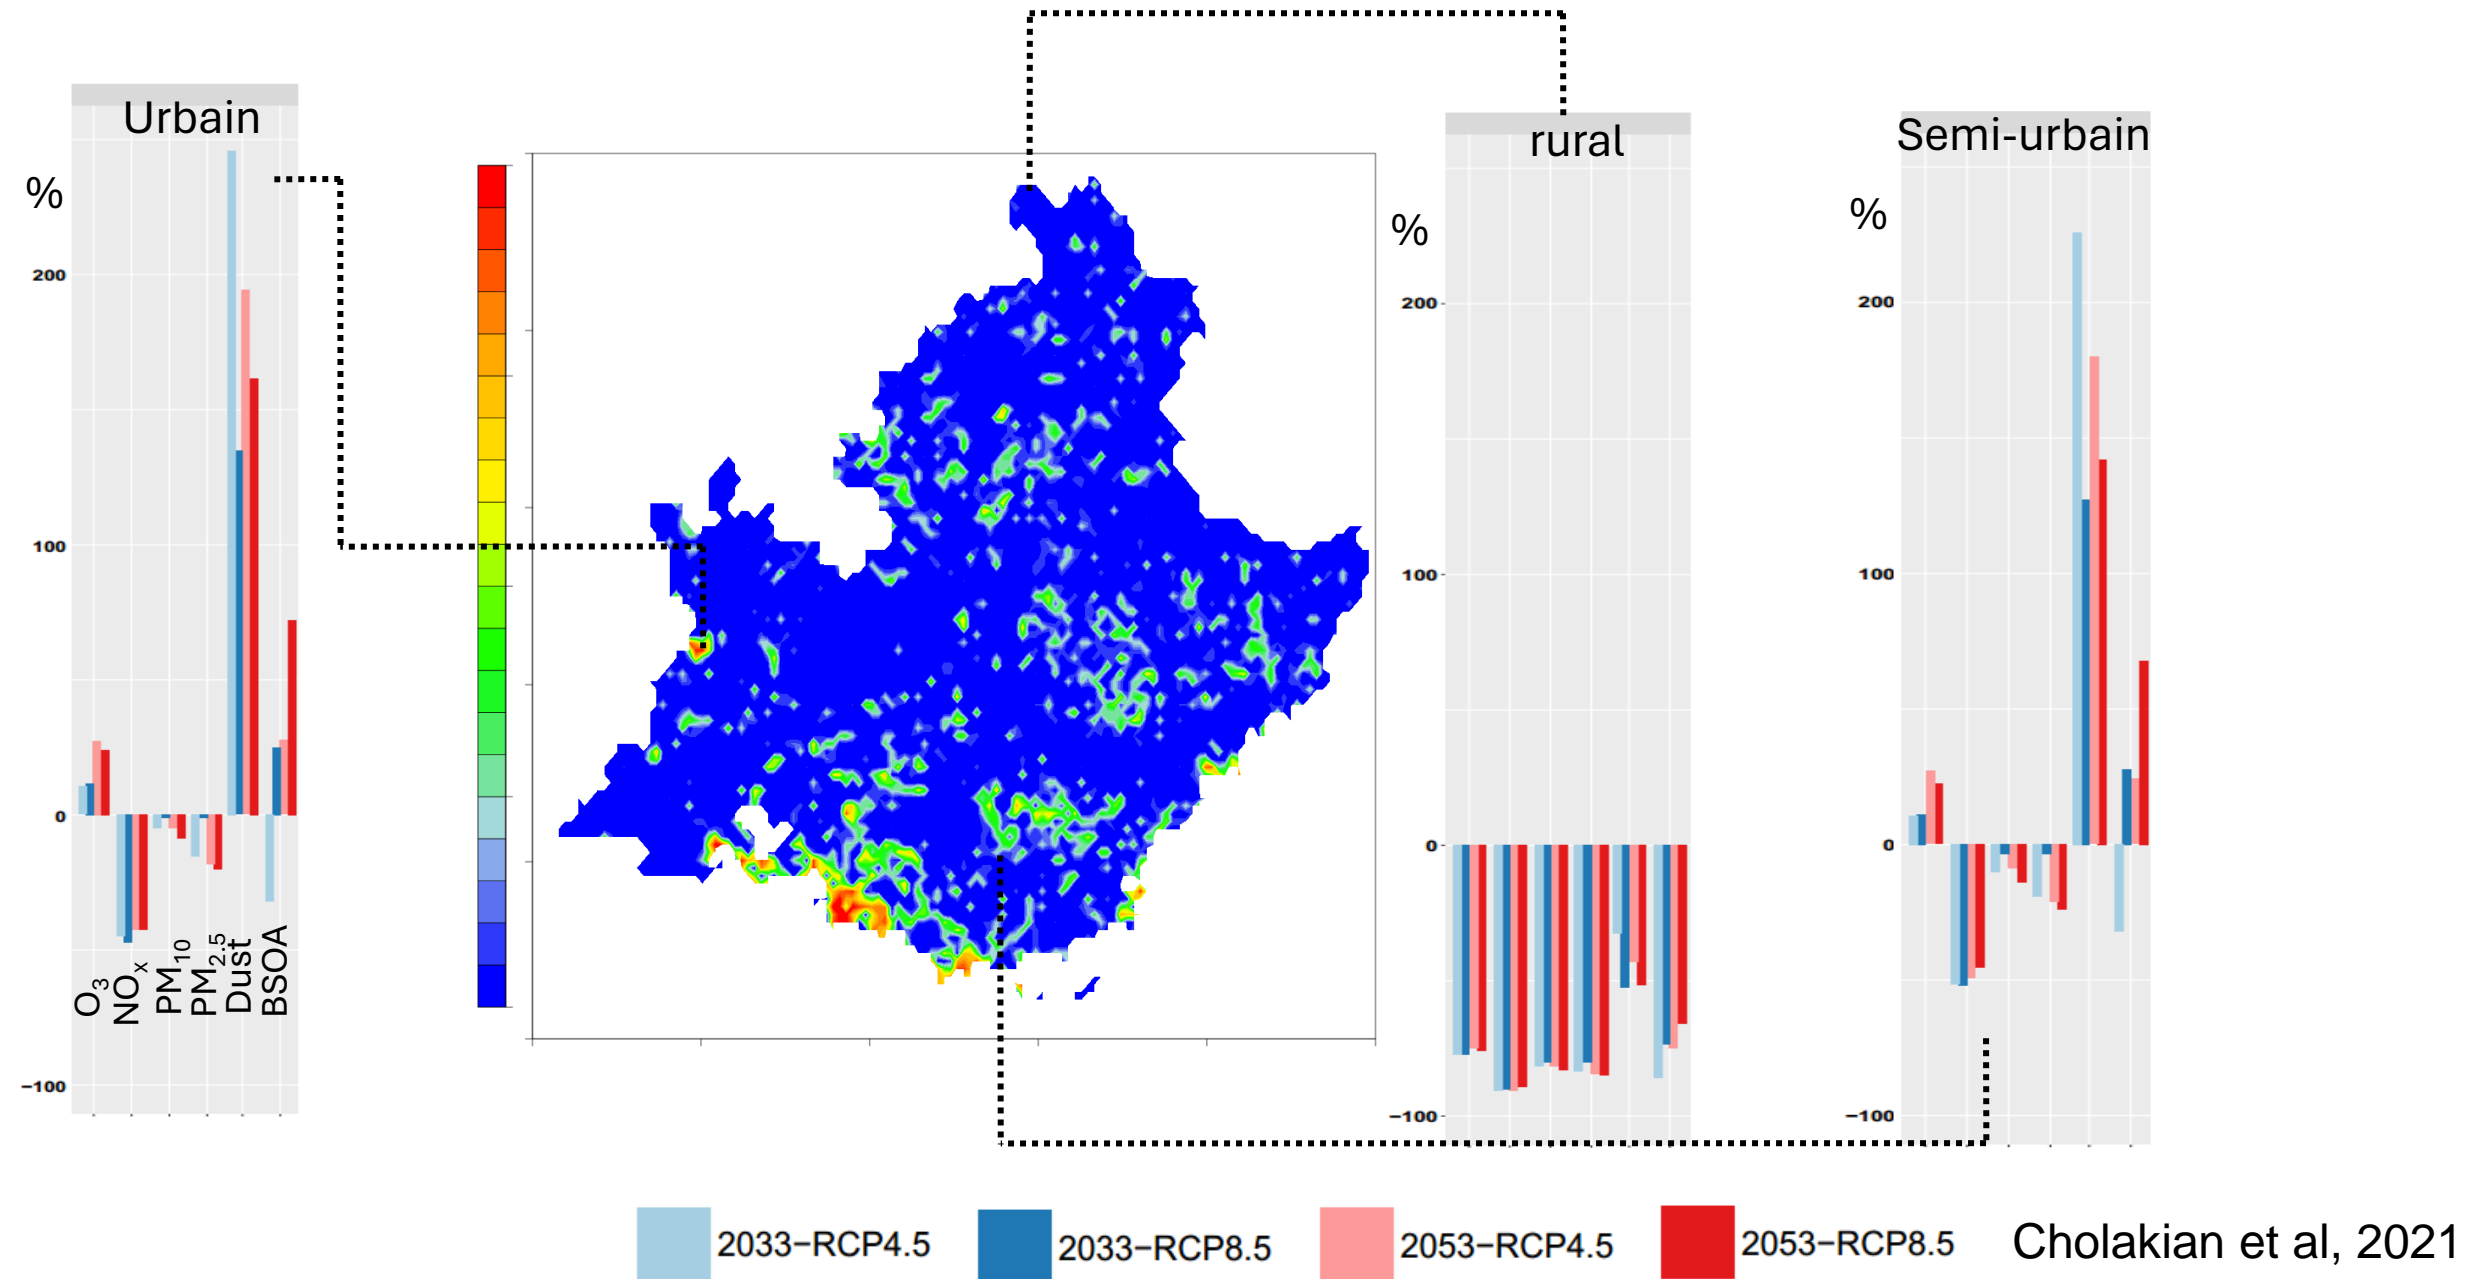 Urbain
%
200
100
0
−100
O3
NOx
PM10
PM2.5
Dust
BSOA
rural
%
200
100
0
−100
Semi-urbain
%
200
100
0
−100
2033−RCP4.5
2033−RCP8.5
2053−RCP4.5
2053−RCP8.5
Cholakian et al, 2021